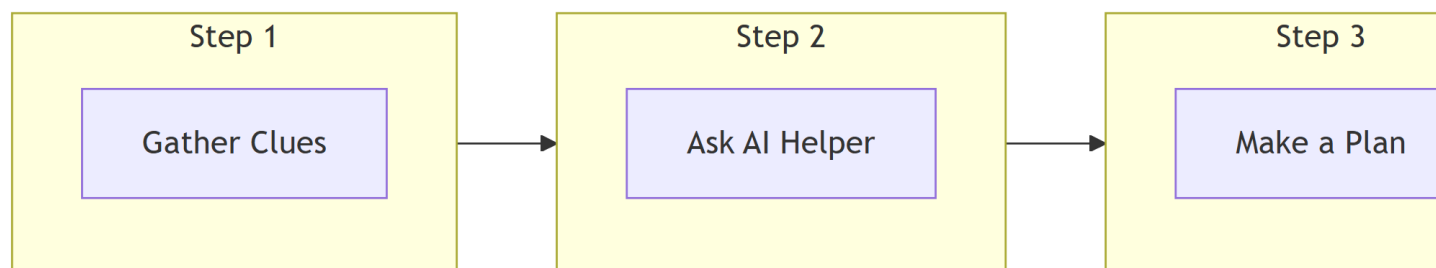 Step 1
Gather Clues
Step 2
Ask AI Helper
Step 3
Make a Plan